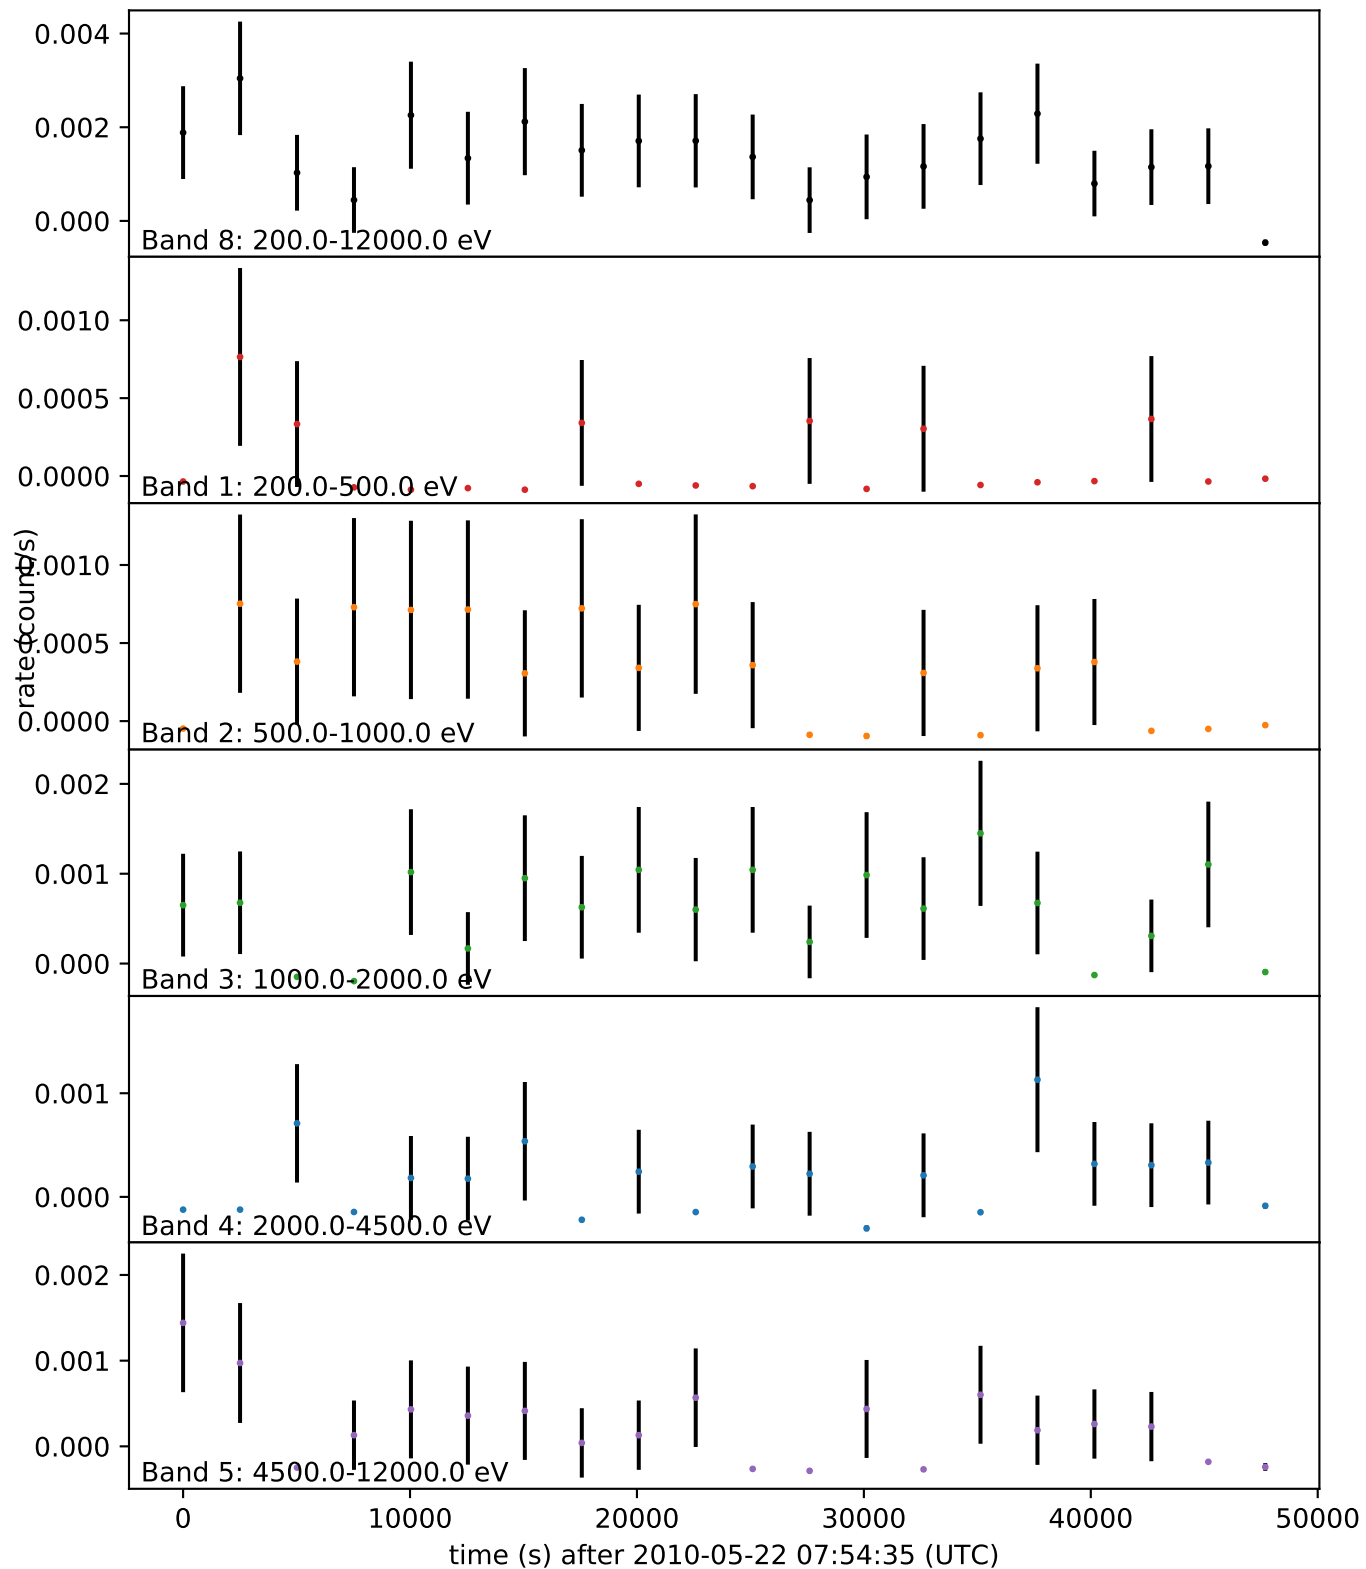 0.004
0.002
0.000
Band 8: 200.0-12000.0 eV
0.0010
0.0005
0.0000
Band 1: 200.0-500.0 eV
orate (count/s)
0.0010
0.0005
0.0000
Band 2: 500.0-1000.0 eV
0.002
0.001
0.000
Band 3: 1000.0-2000.0 eV
0.001
0.000
Band 4: 2000.0-4500.0 eV
0.002
0.001
0.000
Band 5: 4500.0-12000.0 eV
0 10000 20000 30000 40000 50000
time (s) after 2010-05-22 07:54:35 (UTC)